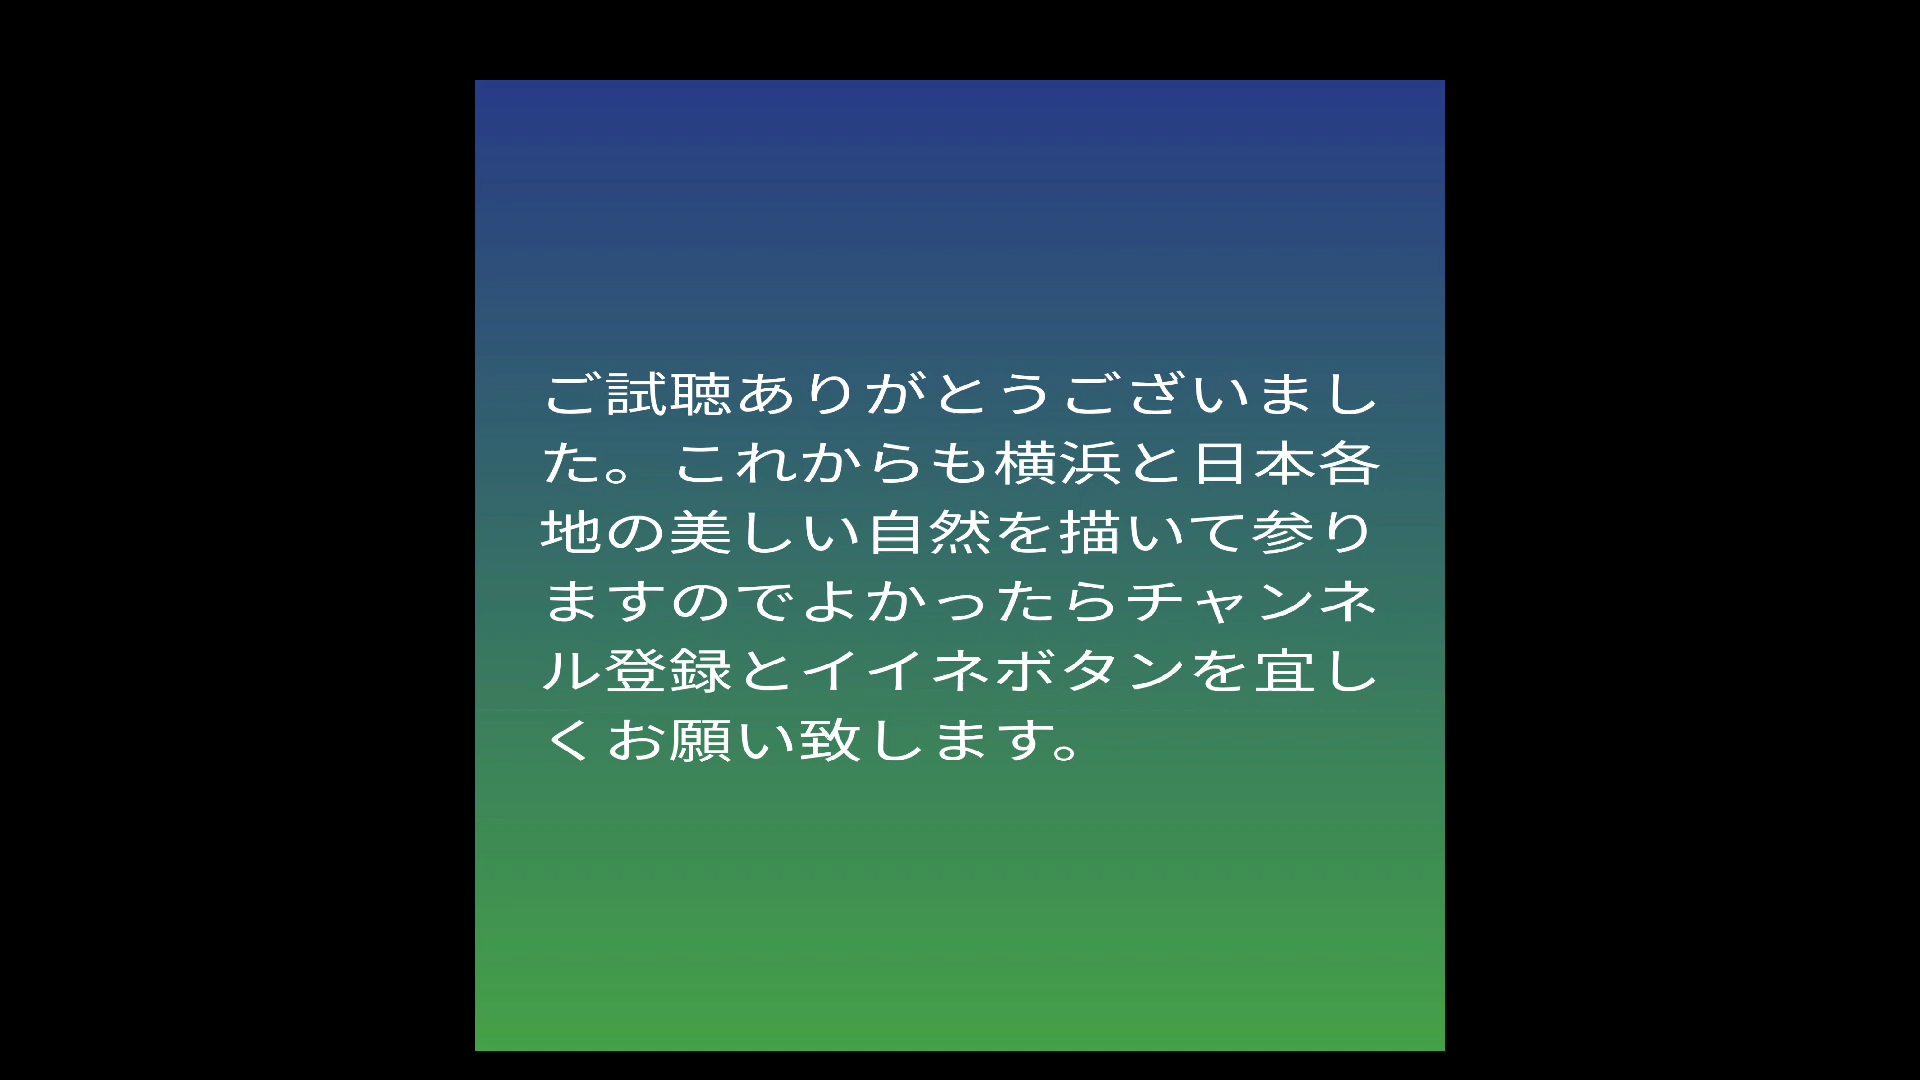 ご試聴ありがとうございまし
た。これからも横浜と日本各
地の美しい自然を描いて参り
ますのでよかったらチャンネ
ル登録とイイネボタンを宜し
くお願い致します。